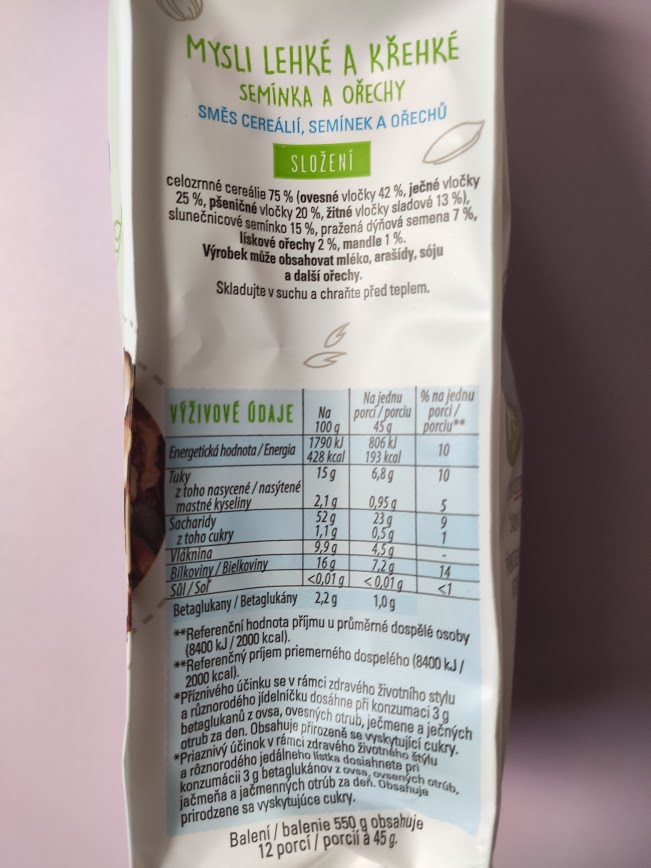 MYSLI LEHKÉ A KŘEHKÉ
SEMÍNKA A OŘECHY
SMĚS CEREÁLIÍ, SEMÍNEK A OŘECHŮ
SLOŽENÍ
celozrnné cereálie 75 % (ovesné vločky 42 %, ječné vločky
25 %, pšeničné vločky 20 %, žitné vločky sladové 13 %),
slunečnicové semínko 15 %, pražená dýňová semena 7 %,
lískové ořechy 2 %, mandle 1 %.
Výrobek může obsahovat mléko, arašídy, sóju
a další ořechy.
Skladujte v suchu a chraňte před teplem.
VÝŽIVOVÉ ÚDAJE Na 100 g Na jednu porci / porciu 45 g % na jednu porci / porciu**
Energetická hodnota / Energia 1790 kJ 806 kJ 10
428 kcal 193 kcal
Tuky 15 g 6,8 g 10
z toho nasycené / nasýtené
mastné kyseliny 2,1 g 0,95 g 5
Sacharidy 52 g 23 g 9
z toho cukry 1,1 g 0,5 g 1
Vláknina 9,9 g 4,5 g -
Bílkoviny / Bielkoviny 16 g 7,2 g 14
Sůl / Soľ <0,01 g <0,01 g <1
Betaglukany / Betaglukány 2,2 g 1,0 g
**Referenční hodnota příjmu u průměrné dospělé osoby
(8400 kJ / 2000 kcal).
**Referenčný príjem priemerného dospelého (8400 kJ /
2000 kcal).
*Příznivého účinku se v rámci zdravého životního stylu
a různorodého jídelníčku dosáhne při konzumaci 3 g
betaglukanů z ovsa, ovesných otrub, ječmene a ječných
otrub za den. Obsahuje přirozeně se vyskytující cukry.
*Priaznivý účinok v rámci zdravého životného štýlu
a rôznorodého jedálneho lístka dosiahnete pri
konzumácii 3 g betaglukánov z ovsa, ovsených otrúb,
jačmeňa a jačmenných otrúb za deň. Obsahuje
prirodzene sa vyskytujúce cukry.
Balení / balenie 550 g obsahuje
12 porcí / porcií à 45 g.